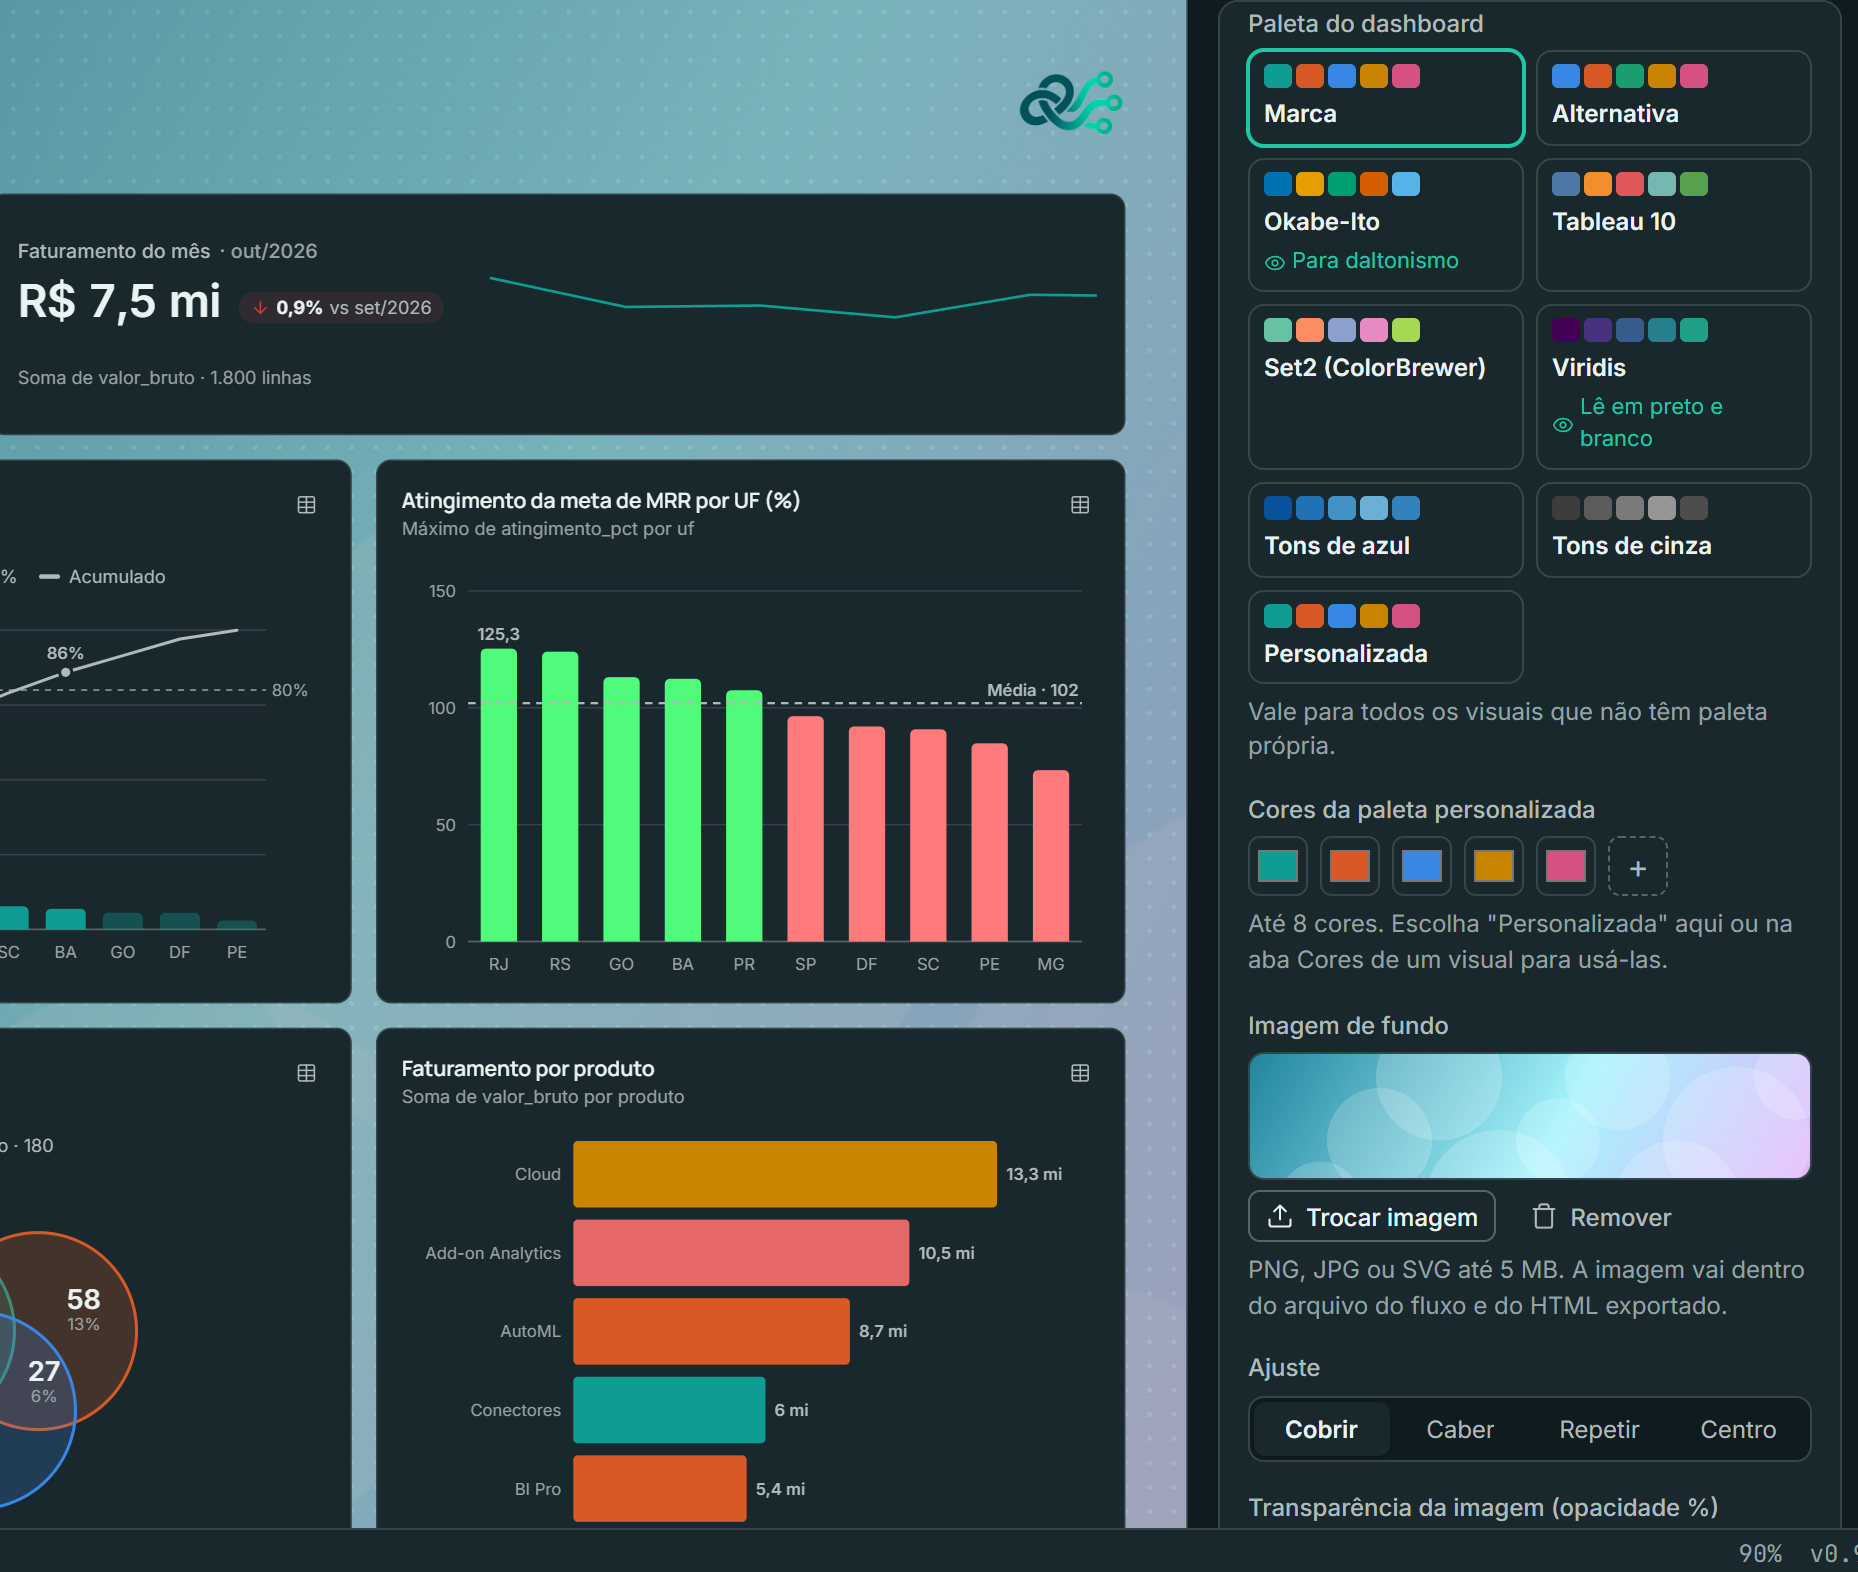 Faturamento do mês · out/2026
R$ 7,5 mi
0,9% vs set/2026
Soma de valor_bruto · 1.800 linhas
%
Acumulado
86%
80%
SC BA GO DF PE
Atingimento da meta de MRR por UF (%)
Máximo de atingimento_pct por uf
150
125,3
Média · 102
100
50
0
RJ RS GO BA PR SP DF SC PE MG
o · 180
58
13%
27
6%
Faturamento por produto
Soma de valor_bruto por produto
Cloud 13,3 mi
Add-on Analytics 10,5 mi
AutoML 8,7 mi
Conectores 6 mi
BI Pro 5,4 mi
Paleta do dashboard
Marca
Alternativa
Okabe-Ito
Para daltonismo
Tableau 10
Set2 (ColorBrewer)
Viridis
Lê em preto e
branco
Tons de azul
Tons de cinza
Personalizada
Vale para todos os visuais que não têm paleta
própria.
Cores da paleta personalizada
+
Até 8 cores. Escolha "Personalizada" aqui ou na
aba Cores de um visual para usá-las.
Imagem de fundo
Trocar imagem
Remover
PNG, JPG ou SVG até 5 MB. A imagem vai dentro
do arquivo do fluxo e do HTML exportado.
Ajuste
Cobrir Caber Repetir Centro
Transparência da imagem (opacidade %)
90%